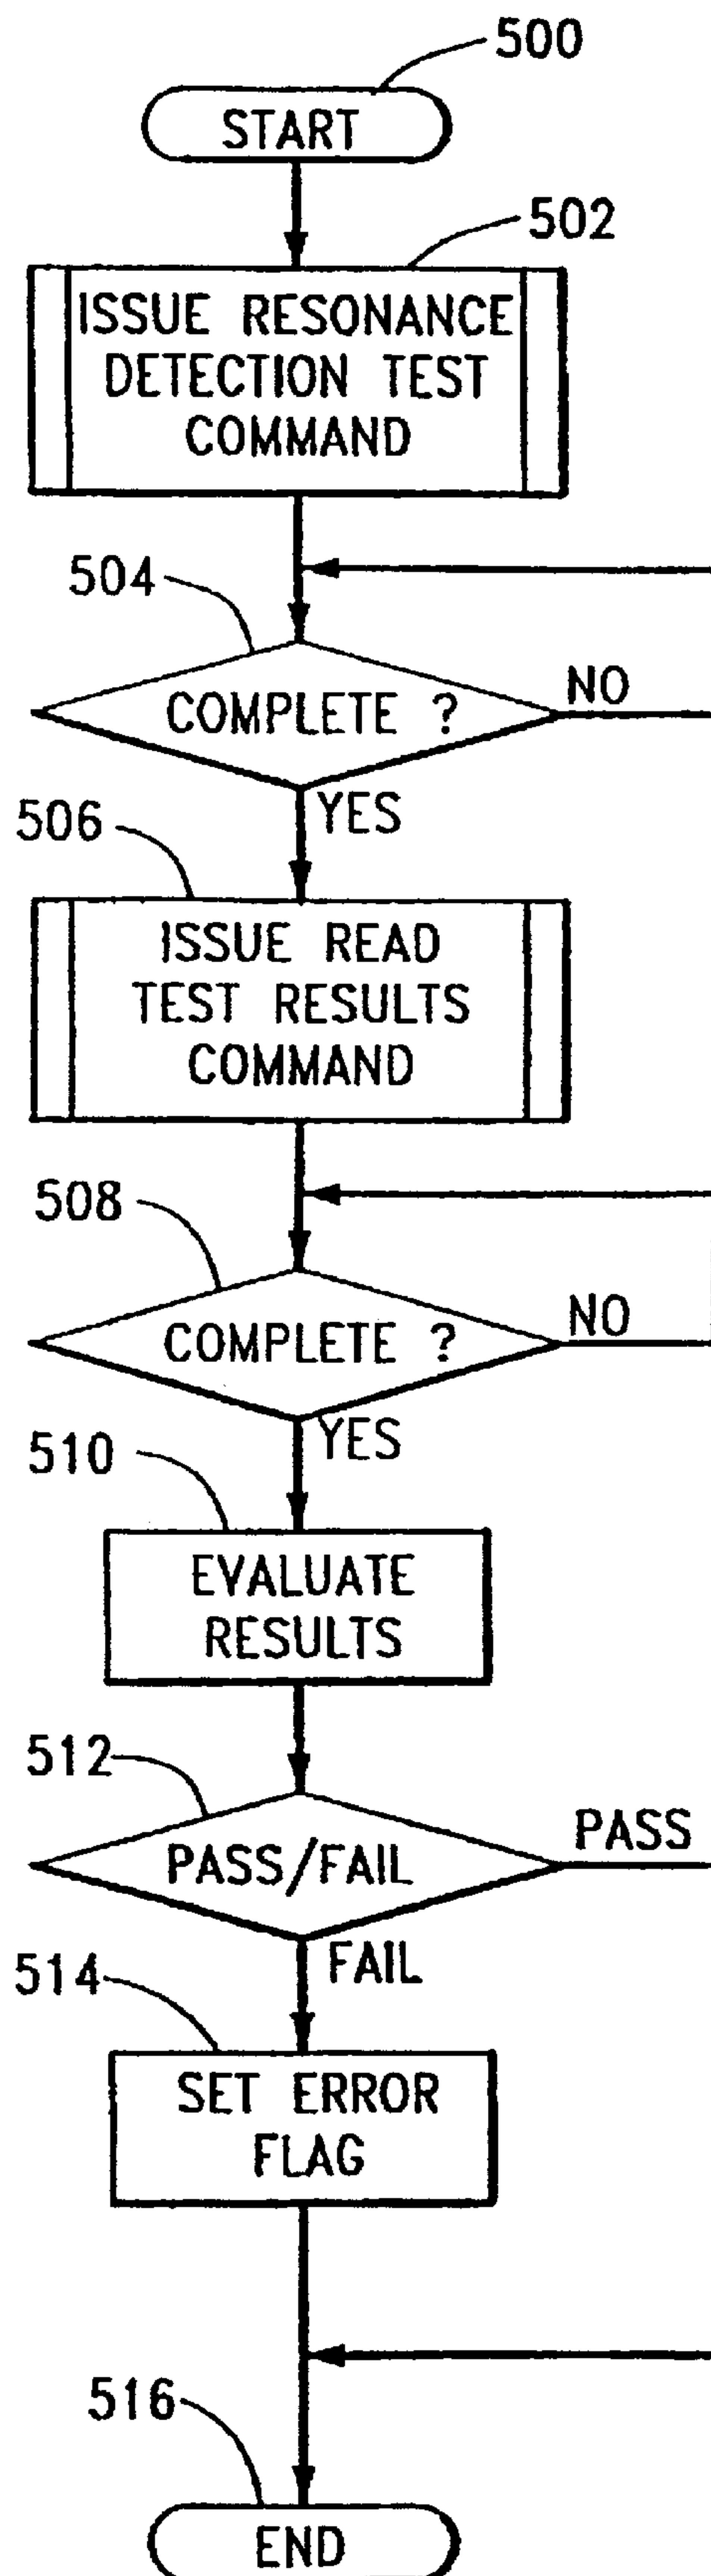 500
START
502
ISSUE RESONANCE
DETECTION TEST
COMMAND
504
COMPLETE ?
NO
YES
506
ISSUE READ
TEST RESULTS
COMMAND
508
COMPLETE ?
NO
YES
510
EVALUATE
RESULTS
512
PASS/FAIL
PASS
FAIL
514
SET ERROR
FLAG
516
END